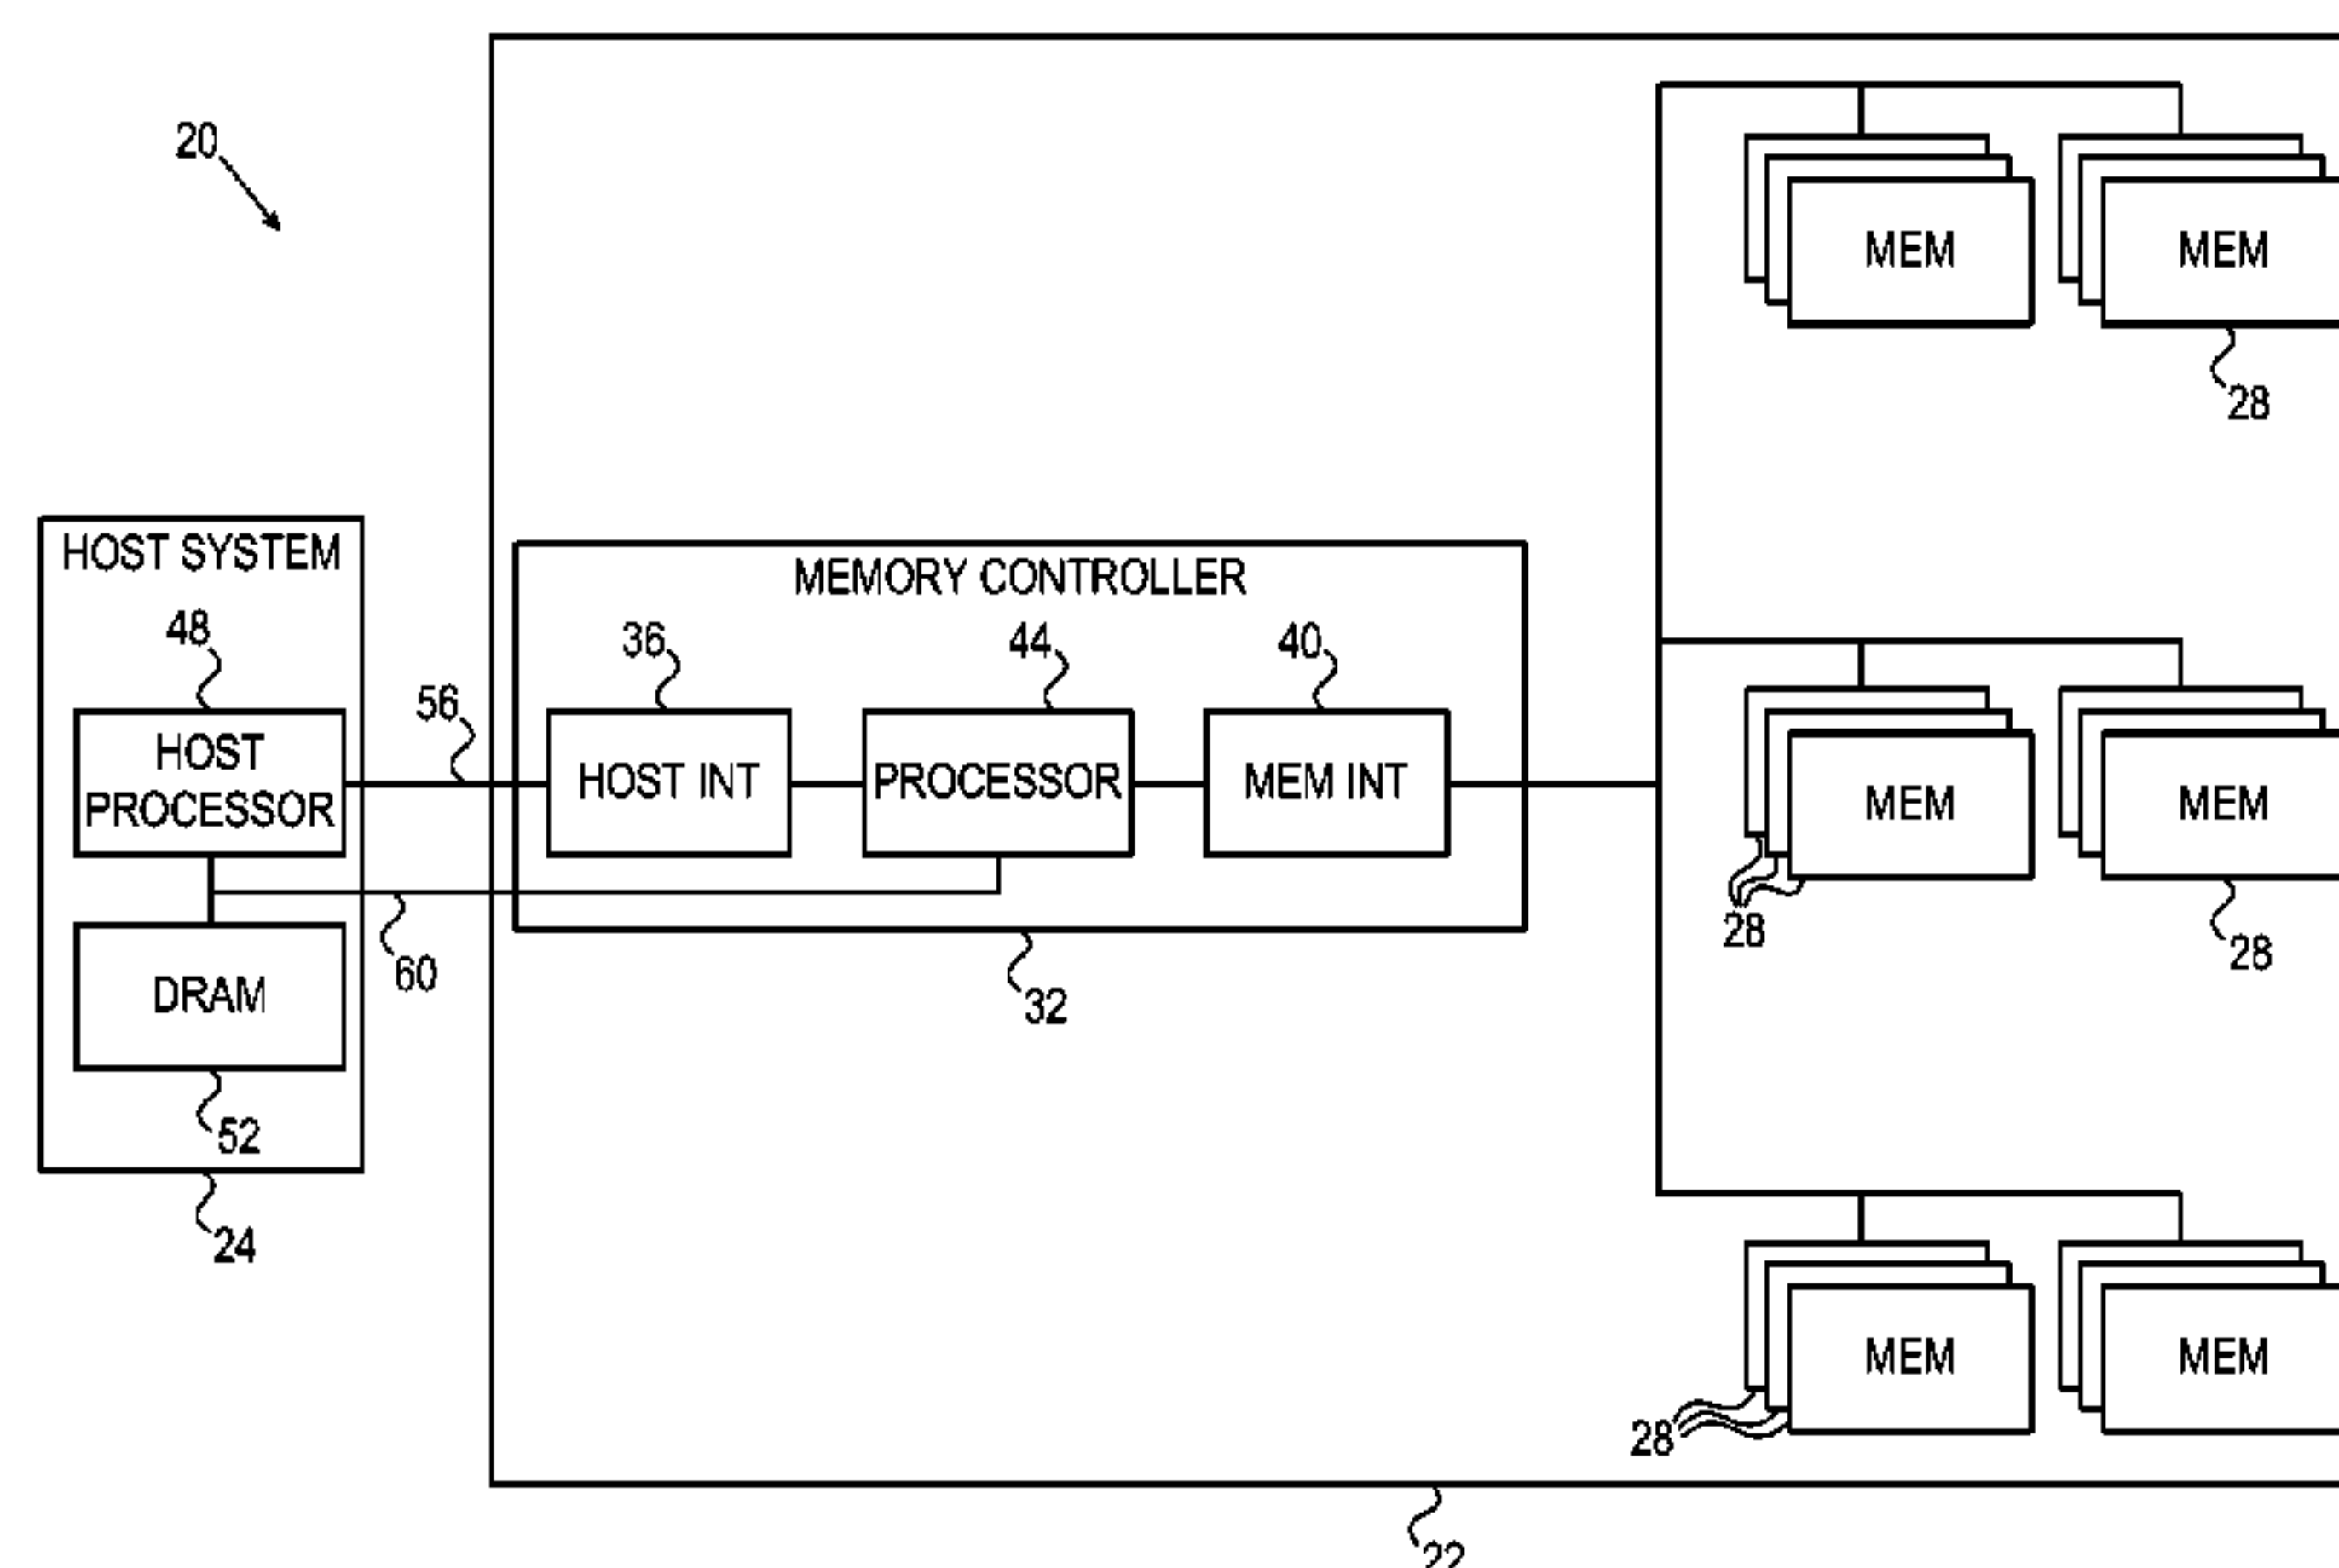 20
MEM
MEM
28
HOST SYSTEM
MEMORY CONTROLLER
48
36
44
40
56
HOST
PROCESSOR
HOST INT
PROCESSOR
MEM INT
MEM
MEM
28
28
60
DRAM
32
52
24
MEM
MEM
28
22